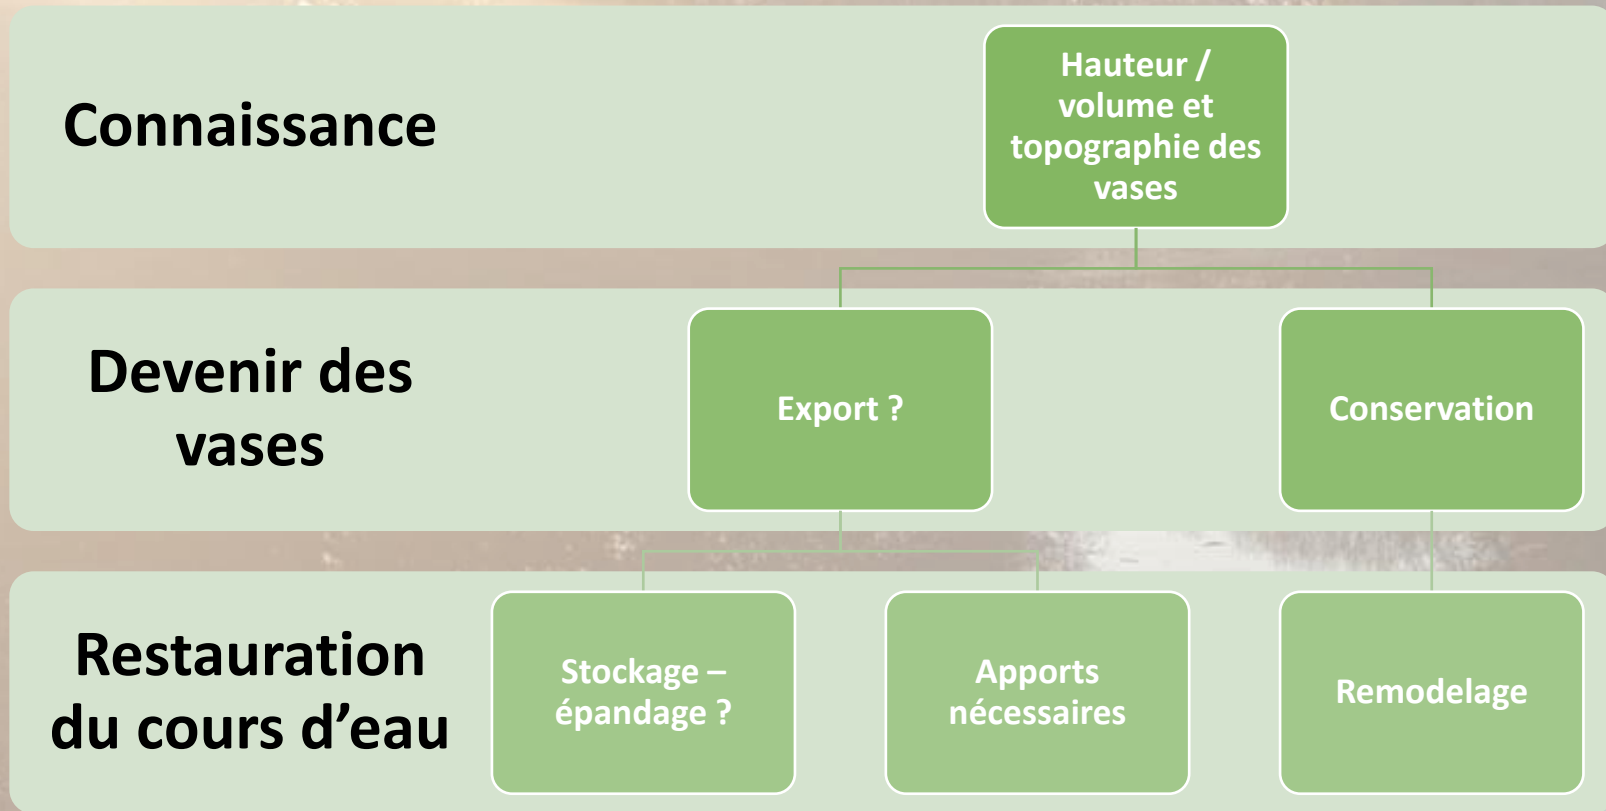 Connaissance
Hauteur /
volume et
topographie des
vases
Devenir des
vases
Export ?
Conservation
Restauration
du cours d’eau
Stockage –
épandage ?
Apports
nécessaires
Remodelage